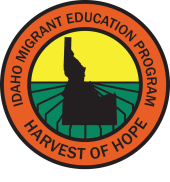 IDAHO MIGRANT EDUCATION PROGRAM
HARVEST OF HOPE